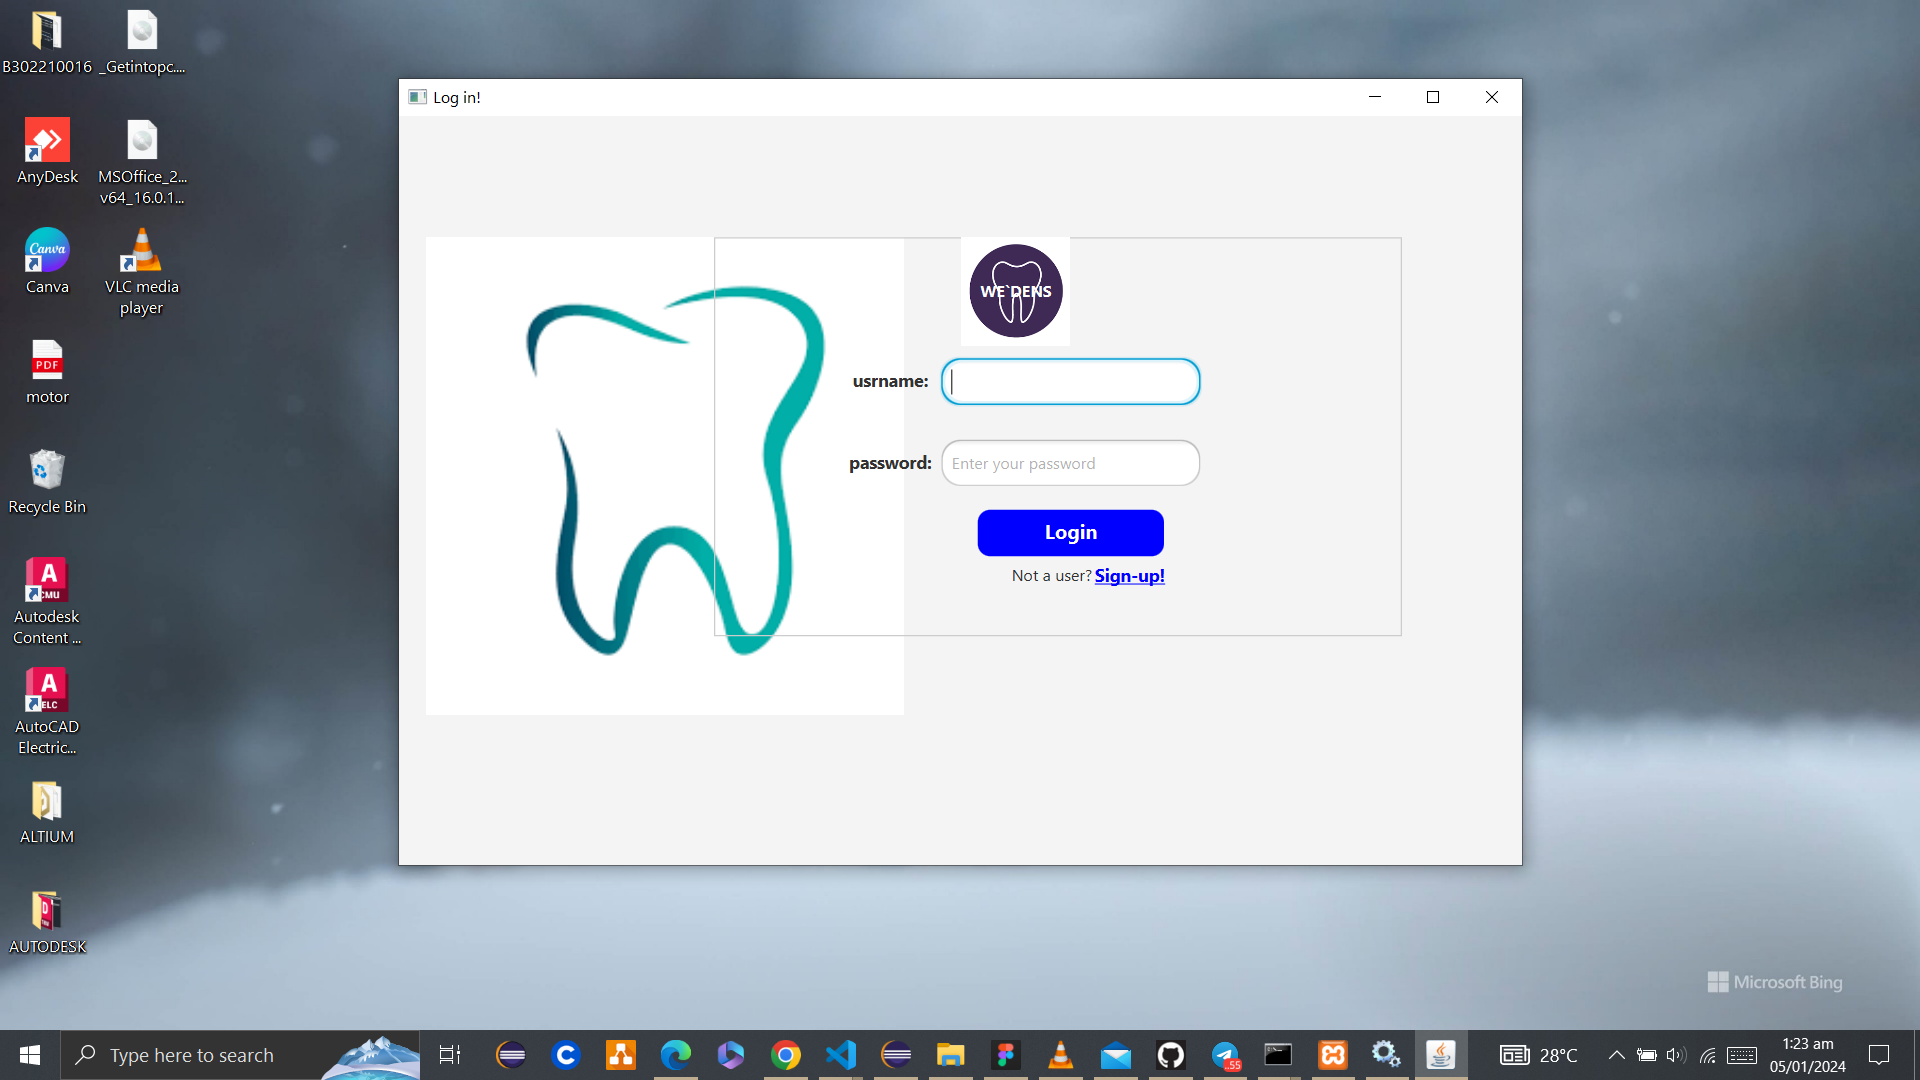 B302210016
_Getintopc....
AnyDesk
MSOffice_2...
v64_16.0.1...
Canva
Canva
VLC media
player
PDF
motor
Recycle Bin
A
CMU
Autodesk
Content ...
A
ELC
AutoCAD
Electric...
ALTIUM
D
AUTODESK
Log in!
WE`DENS
usrname:
password:
Enter your password
Login
Not a user? Sign-up!
Microsoft Bing
Type here to search
..55
28°C
1:23 am
05/01/2024